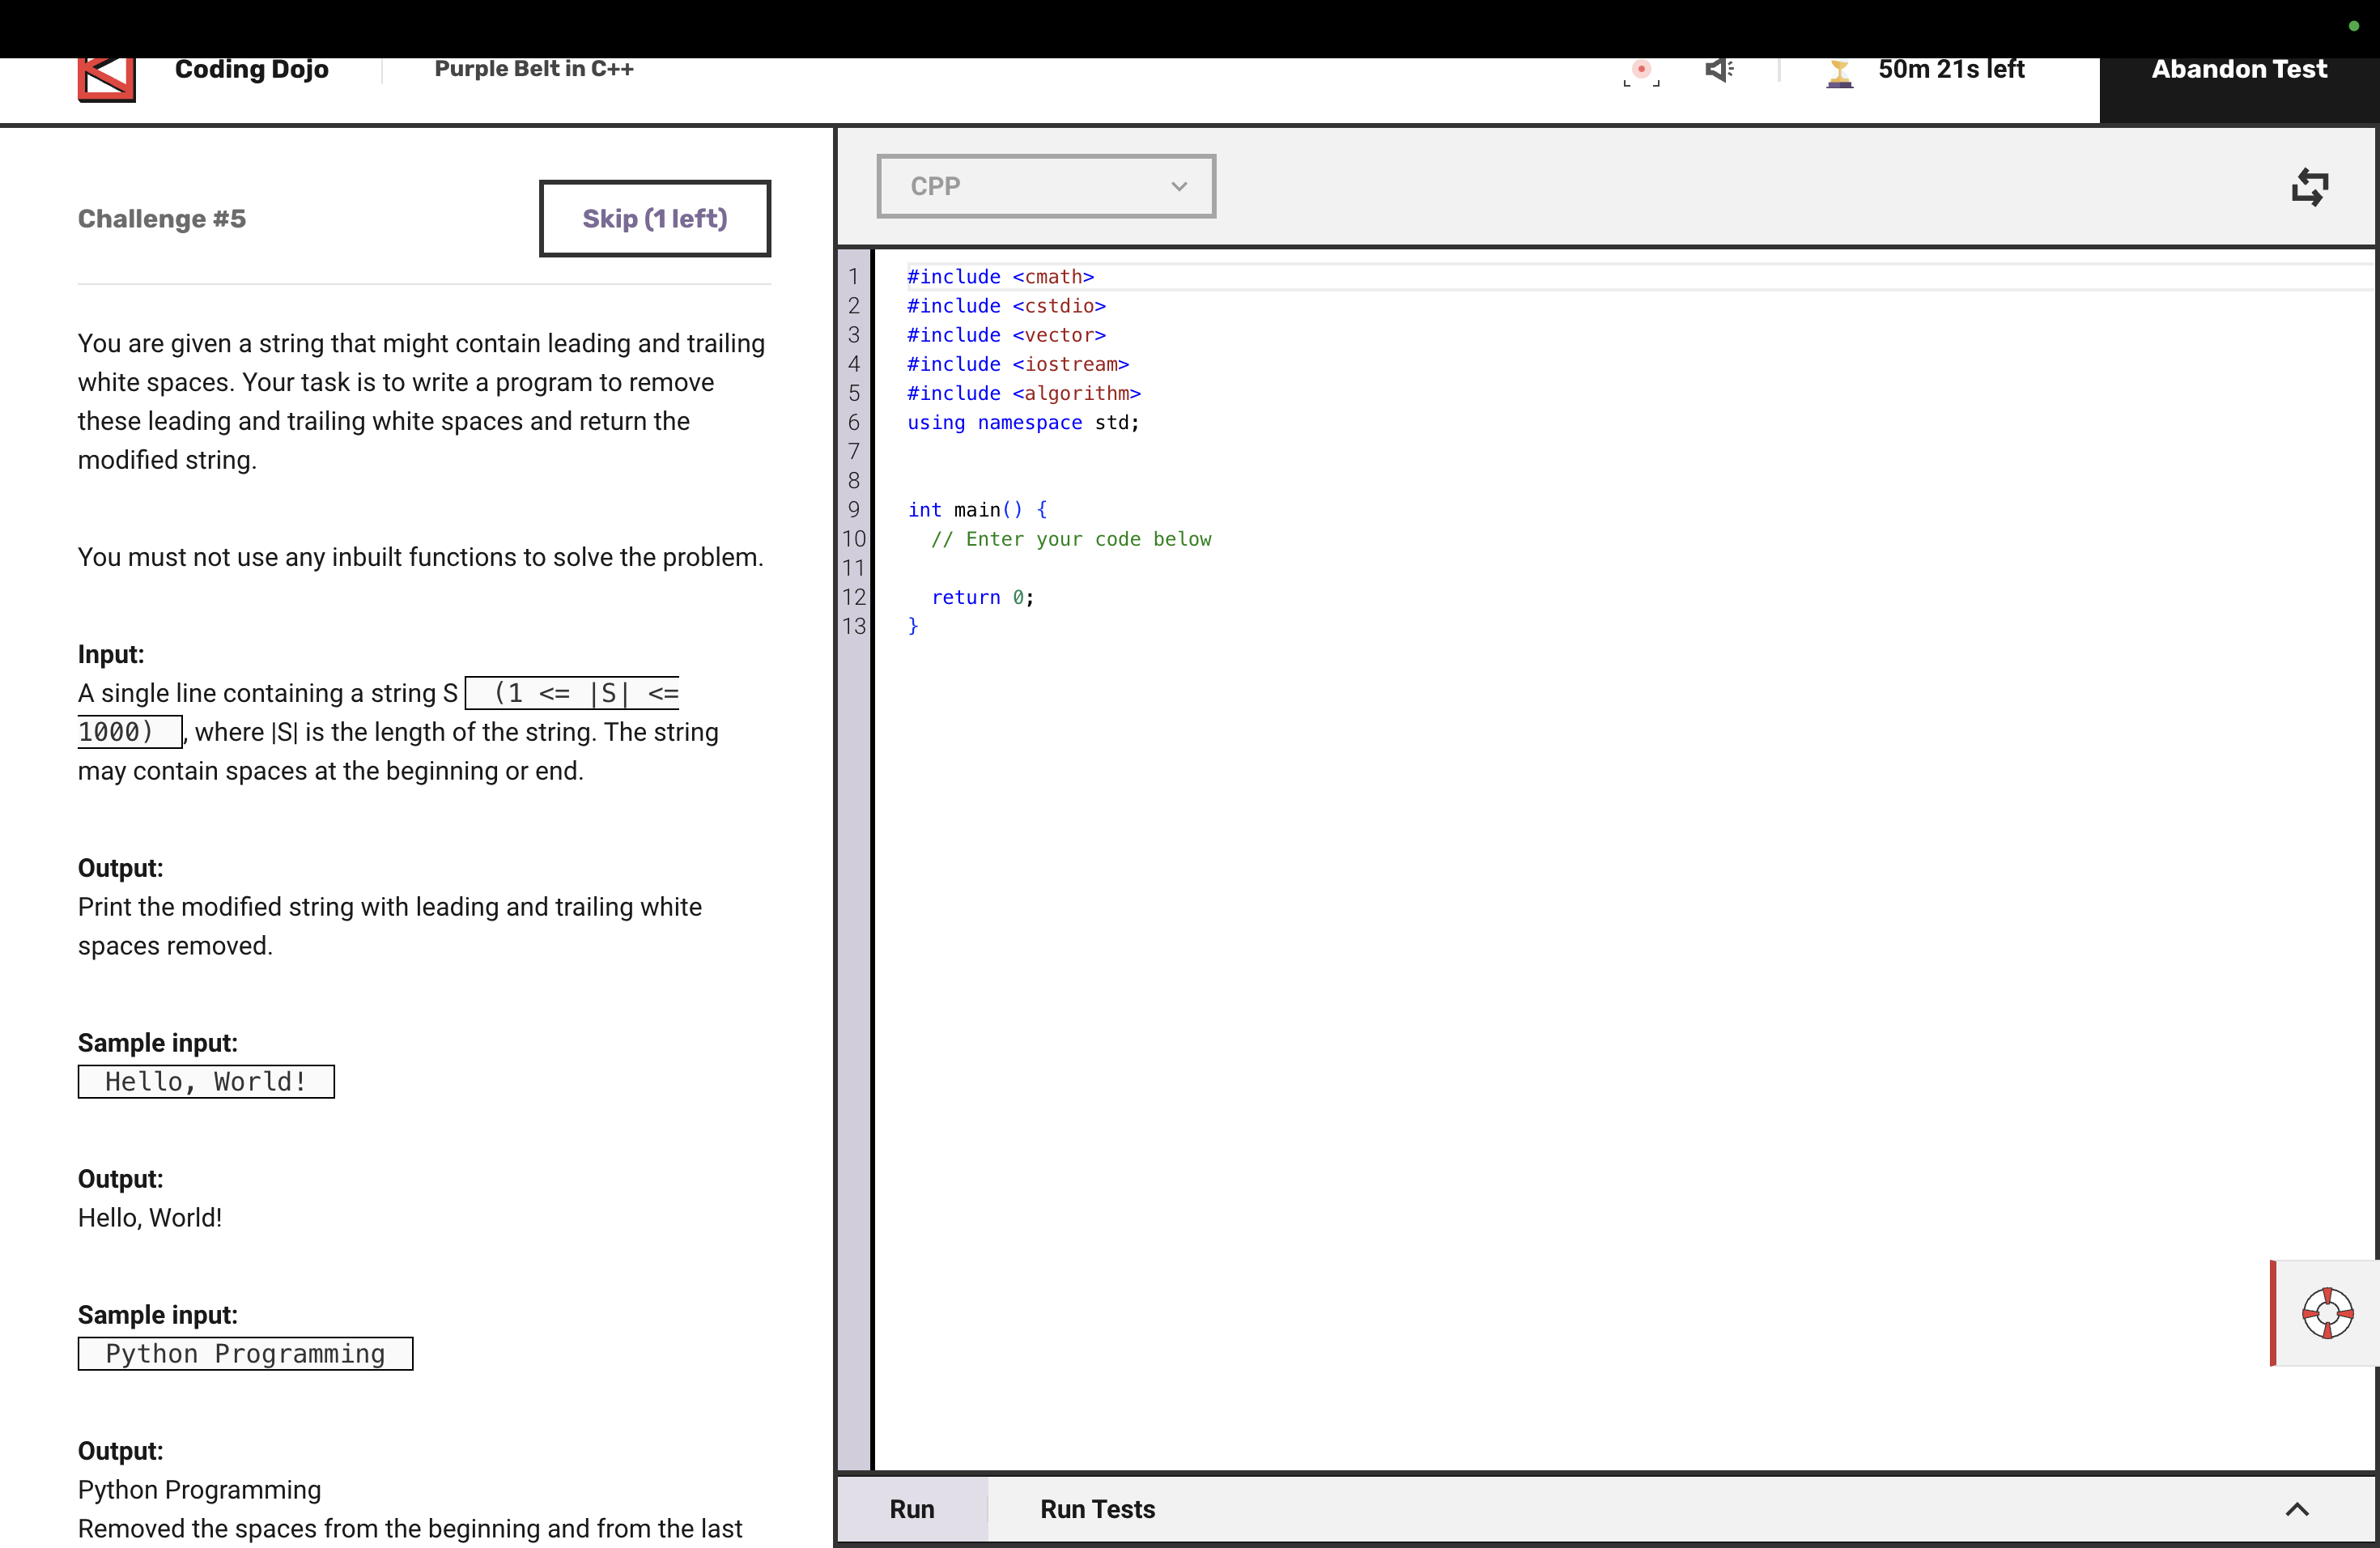 Coding Dojo Purple Belt in C++ 50m 21s left Abandon Test
Challenge #5 Skip (1 left)
You are given a string that might contain leading and trailing
white spaces. Your task is to write a program to remove
these leading and trailing white spaces and return the
modified string.
You must not use any inbuilt functions to solve the problem.
Input:
A single line containing a string S (1 <= |S| <=
1000) , where |S| is the length of the string. The string
may contain spaces at the beginning or end.
Output:
Print the modified string with leading and trailing white
spaces removed.
Sample input:
Hello, World!
Output:
Hello, World!
Sample input:
Python Programming
Output:
Python Programming
Removed the spaces from the beginning and from the last
CPP
1 #include <cmath>
2 #include <cstdio>
3 #include <vector>
4 #include <iostream>
5 #include <algorithm>
6 using namespace std;
7
8
9 int main() {
10 // Enter your code below
11
12 return 0;
13 }
Run Run Tests